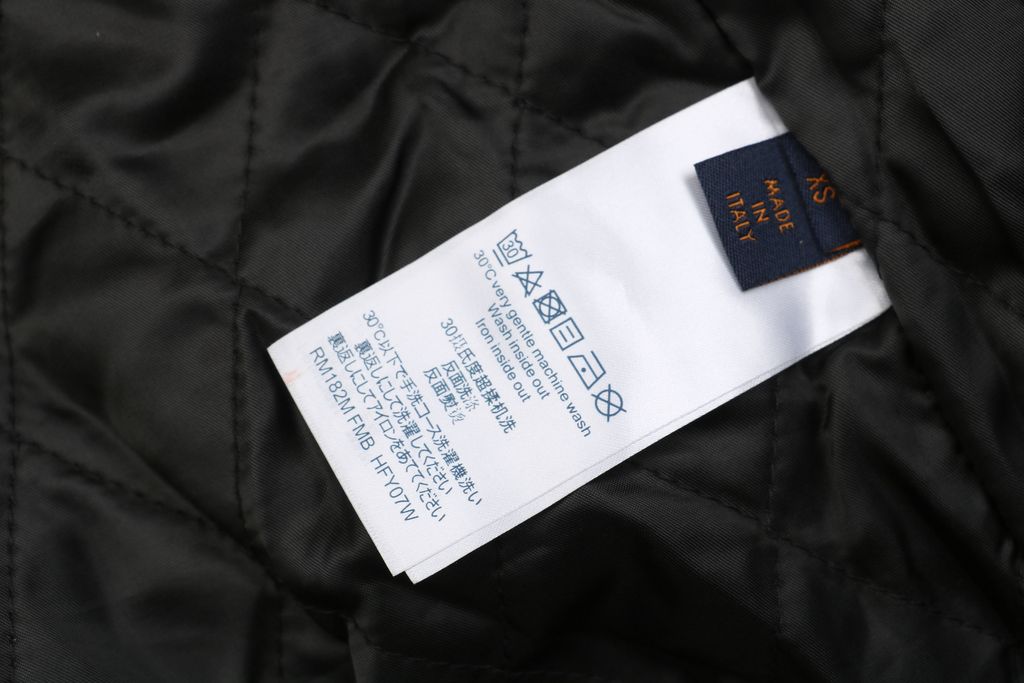 XS
MADE
IN
ITALY
30
30°C very gentle machine wash
Wash inside out
Iron inside out
30摄氏度超柔机洗
反面洗涤
反面熨烫
30℃以下で手洗コース洗濯機洗い
裏返しにして洗濯してください
裏返しにしてアイロンをあててください
RM182M FMB HFY07W